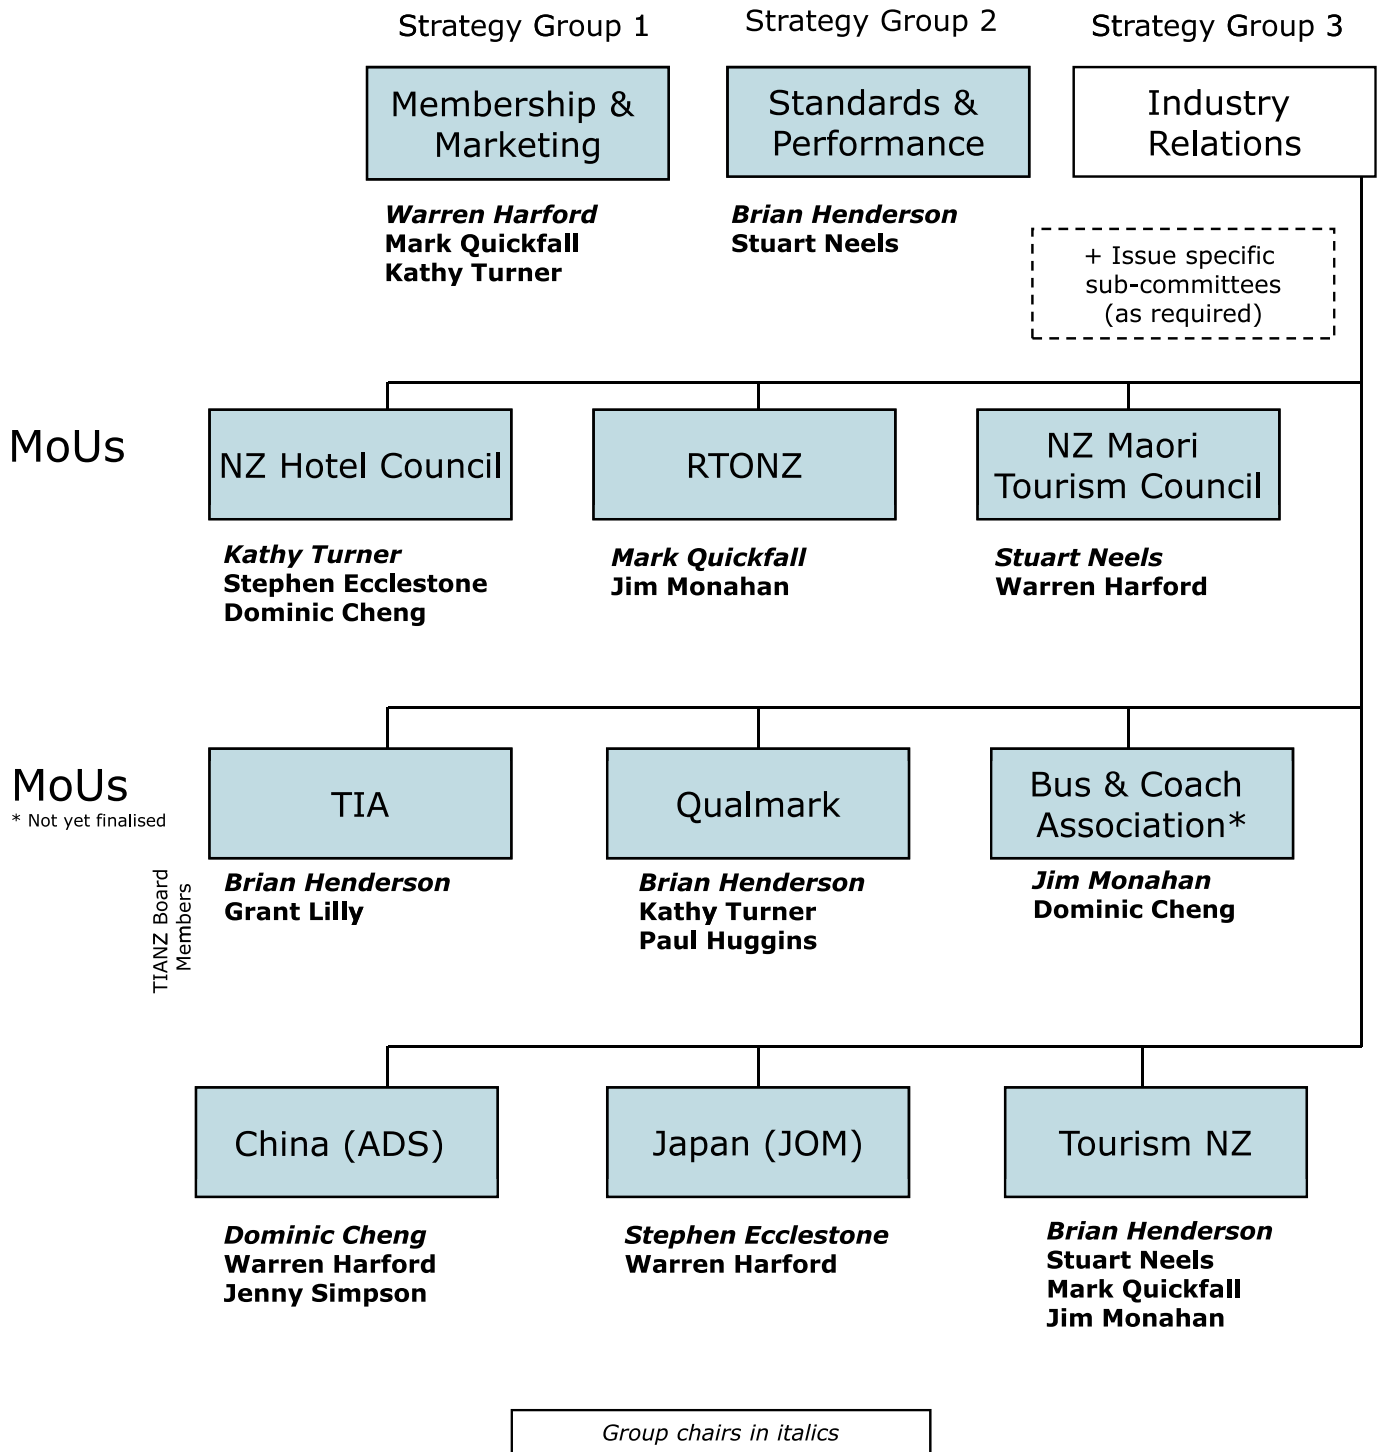 Strategy Group 1
Strategy Group 2
Strategy Group 3
Membership &
Marketing
Standards &
Performance
Industry
Relations
Warren Harford
Mark Quickfall
Kathy Turner
Brian Henderson
Stuart Neels
+ Issue specific
sub-committees
(as required)
MoUs
NZ Hotel Council
RTONZ
NZ Maori
Tourism Council
Kathy Turner
Stephen Ecclestone
Dominic Cheng
Mark Quickfall
Jim Monahan
Stuart Neels
Warren Harford
MoUs
* Not yet finalised
TIA
Qualmark
Bus & Coach
Association*
TIANZ Board
Members
Brian Henderson
Grant Lilly
Brian Henderson
Kathy Turner
Paul Huggins
Jim Monahan
Dominic Cheng
China (ADS)
Japan (JOM)
Tourism NZ
Dominic Cheng
Warren Harford
Jenny Simpson
Stephen Ecclestone
Warren Harford
Brian Henderson
Stuart Neels
Mark Quickfall
Jim Monahan
Group chairs in italics